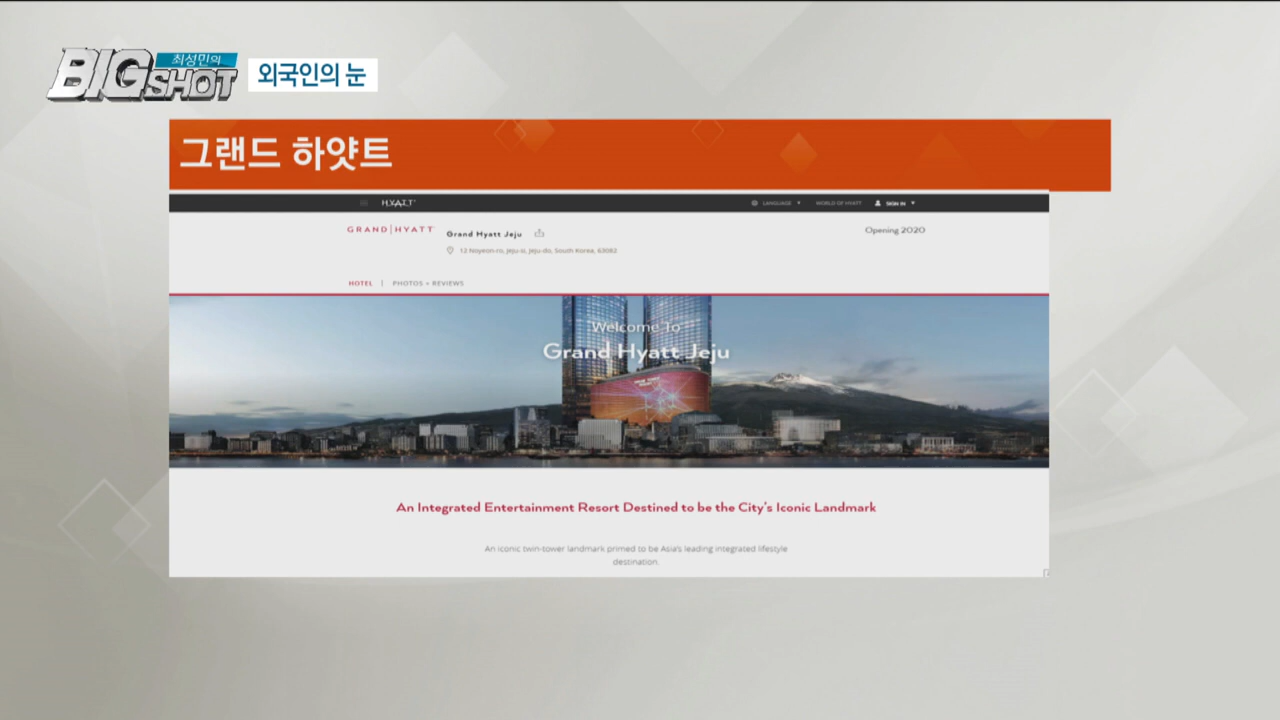 BIG SHOT 최성민의
외국인의 눈
그랜드 하얏트
HYATT
LANGUAGE
WORLD OF HYATT
SIGN IN
GRAND | HYATT
Grand Hyatt Jeju
Opening 2020
12 Noyeon-ro, Jeju-si, Jeju-do, South Korea, 63082
HOTEL | PHOTOS + REVIEWS
Welcome To
Grand Hyatt Jeju
An Integrated Entertainment Resort Destined to be the City's Iconic Landmark
An iconic twin-tower landmark primed to be Asia's leading integrated lifestyle
destination.